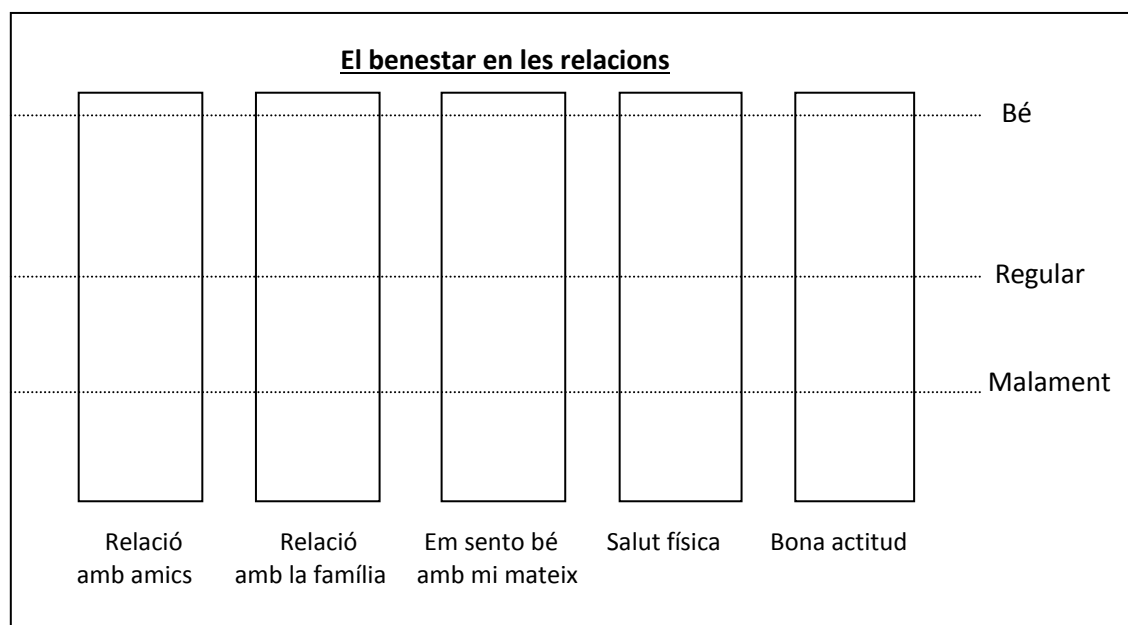 El benestar en les relacions
Bé
Regular
Malament
Relació
amb amics
Relació
amb la família
Em sento bé
amb mi mateix
Salut física
Bona actitud